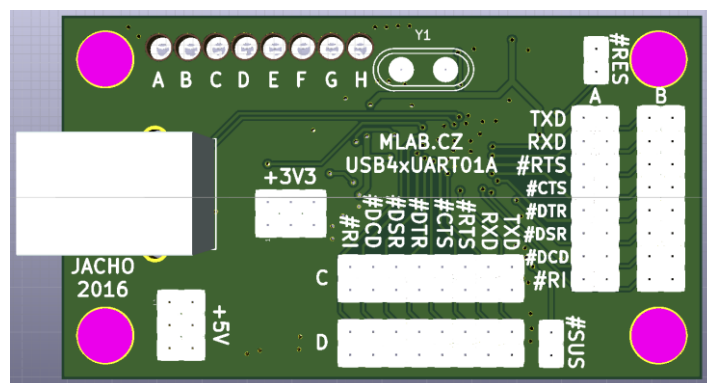 Y1
#RES
A B C D E F G H
A B
TXD
RXD
#RTS
#CTS
#DTR
#DSR
#DCD
#RI
MLAB.CZ
USB4xUART01A
+3V3
#RI
#DCD
#DSR
#DTR
#CTS
#RTS
RXD
TXD
JACHO
2016
C
D
+5V
#SUS